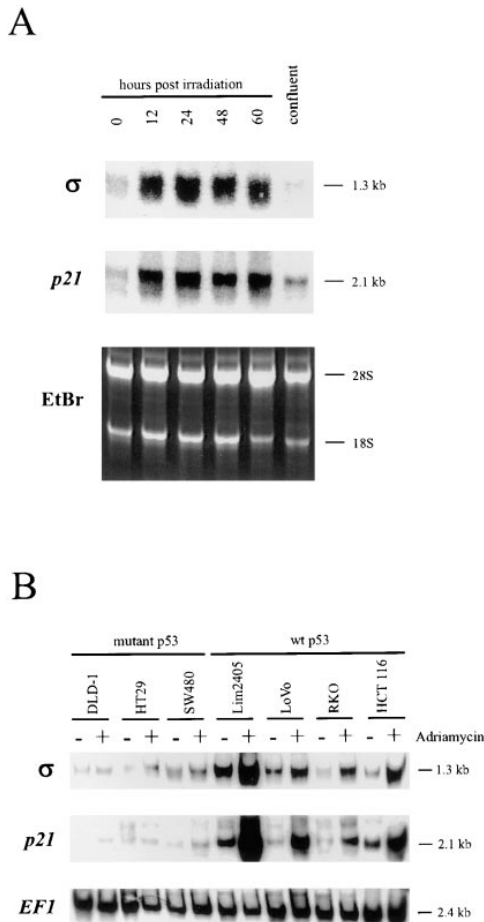 A
hours post irradiation
0 12 24 48 60 confluent
σ 1.3 kb
p21 2.1 kb
EtBr 28S
18S
B
mutant p53 wt p53
DLD-1 HT29 SW480 Lim2405 LoVo RKO HCT 116
- + - + - + - + - + - + - + Adriamycin
σ 1.3 kb
p21 2.1 kb
EF1 2.4 kb